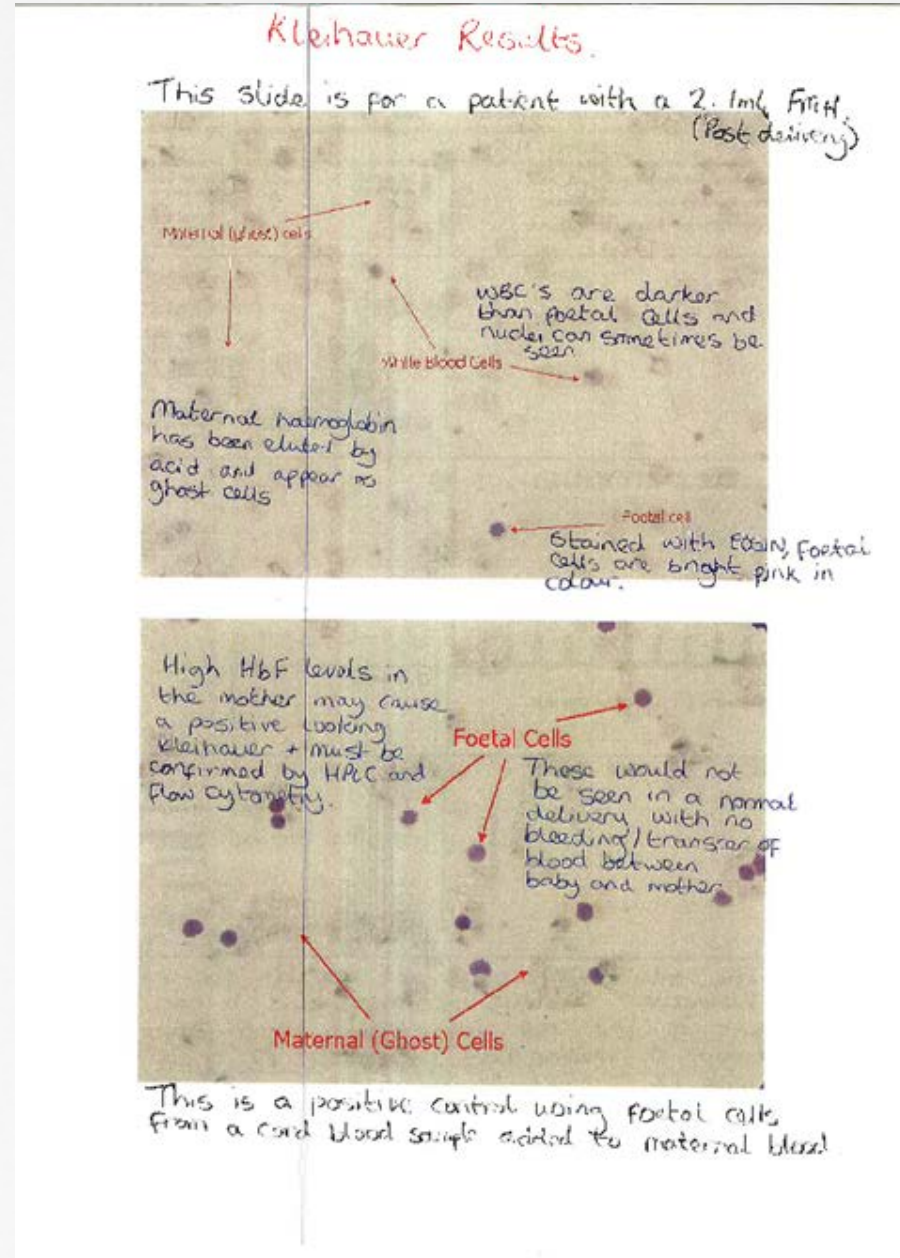 Kleihauer Results.
This slide is for a patient with a 2.1ml FMH.
(Post delivery)
Maternal (ghost) cells
WBC's are darker
than foetal cells and
nuclei can sometimes be
seen
White Blood Cells
Maternal haemoglobin
has been eluted by
acid and appear as
ghost cells
Foetal cell
Stained with EOSIN, foetal
cells are bright pink in
colour.
High HbF levels in
the mother may cause
a positive looking
Kleihauer + must be
confirmed by HPLC and
flow cytometry.
Foetal Cells
These would not
be seen in a normal
delivery with no
bleeding/transfer of
blood between
baby and mother
Maternal (Ghost) Cells
This is a positive control using foetal cells
from a cord blood sample added to maternal blood